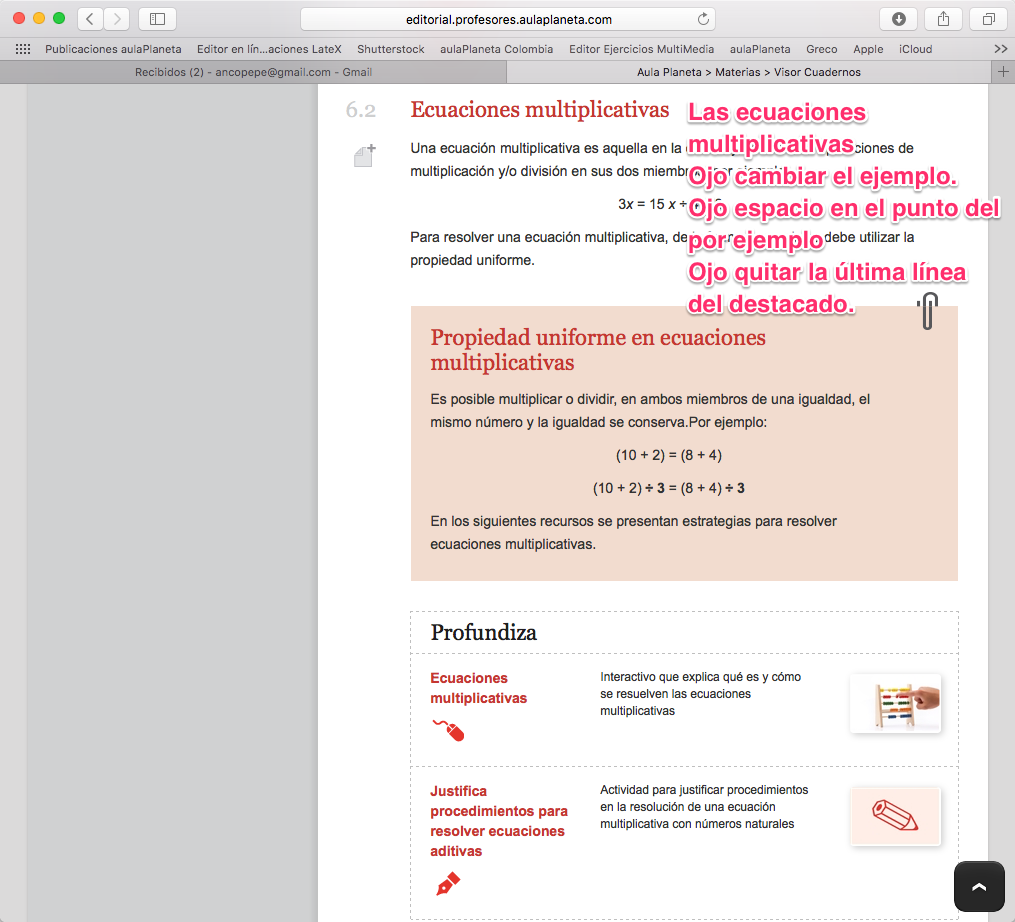 editorial.profesores.aulaplaneta.com
Publicaciones aulaPlaneta Editor en lín...aciones LateX Shutterstock aulaPlaneta Colombia Editor Ejercicios MultiMedia aulaPlaneta Greco Apple iCloud >>
Recibidos (2) - ancopepe@gmail.com - Gmail
Aula Planeta > Materias > Visor Cuadernos
6.2 Ecuaciones multiplicativas
Una ecuación multiplicativa es aquella en la
de
multiplicación y/o división en sus dos
3x = 15 x ÷
Para resolver una ecuación multiplicativa,
debe utilizar la
propiedad uniforme.
Las ecuaciones
multiplicativas
Ojo cambiar el ejemplo.
Ojo espacio en el punto del
por ejemplo
Ojo quitar la última línea
del destacado.
Propiedad uniforme en ecuaciones
multiplicativas
Es posible multiplicar o dividir, en ambos miembros de una igualdad, el
mismo número y la igualdad se conserva.Por ejemplo:
(10 + 2) = (8 + 4)
(10 + 2) ÷ 3 = (8 + 4) ÷ 3
En los siguientes recursos se presentan estrategias para resolver
ecuaciones multiplicativas.
Profundiza
Ecuaciones
multiplicativas
Interactivo que explica qué es y cómo
se resuelven las ecuaciones
multiplicativas
Justifica
procedimientos para
resolver ecuaciones
aditivas
Actividad para justificar procedimientos
en la resolución de una ecuación
multiplicativa con números naturales